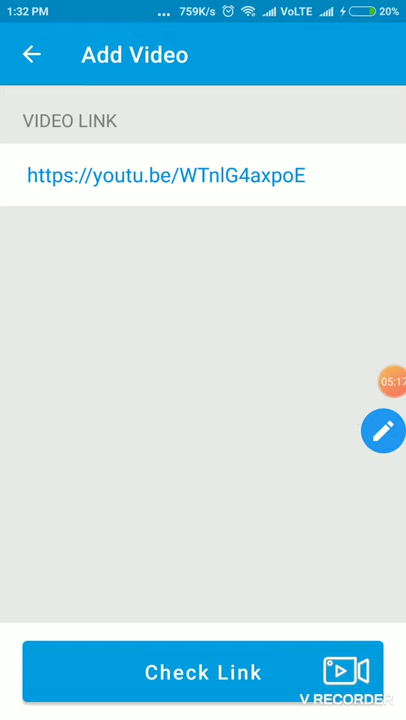 1:32 PM ... 759K/s VoLTE 20%
Add Video
VIDEO LINK
https://youtu.be/WTnlG4axpoE
05:17
Check Link
V RECORDER